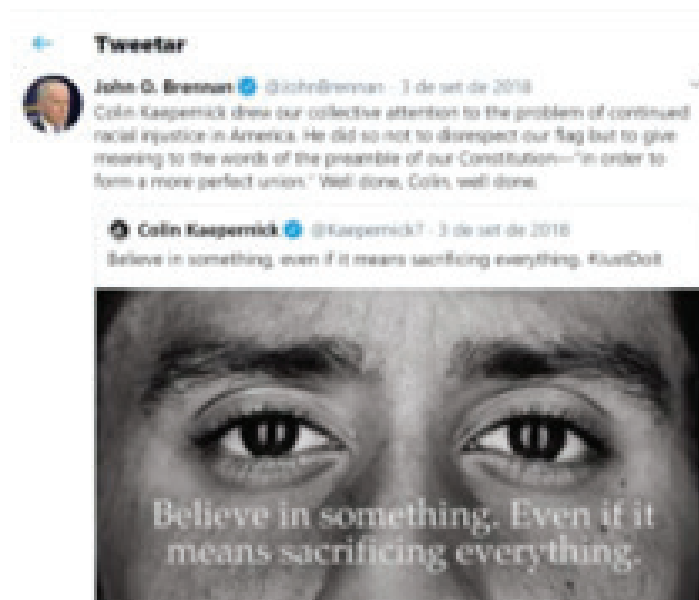 Tweetar
John O. Brennan @JohnBrennan · 3 de set de 2018
Colin Kaepernick drew our collective attention to the problem of continued
racial injustice in America. He did so not to disrespect our flag but to give
meaning to the words of the preamble of our Constitution—"in order to
form a more perfect union." Well done, Colin, well done.
Colin Kaepernick @Kaepernick7 · 3 de set de 2018
Believe in something, even if it means sacrificing everything. #JustDoIt
Believe in something. Even if it
means sacrificing everything.